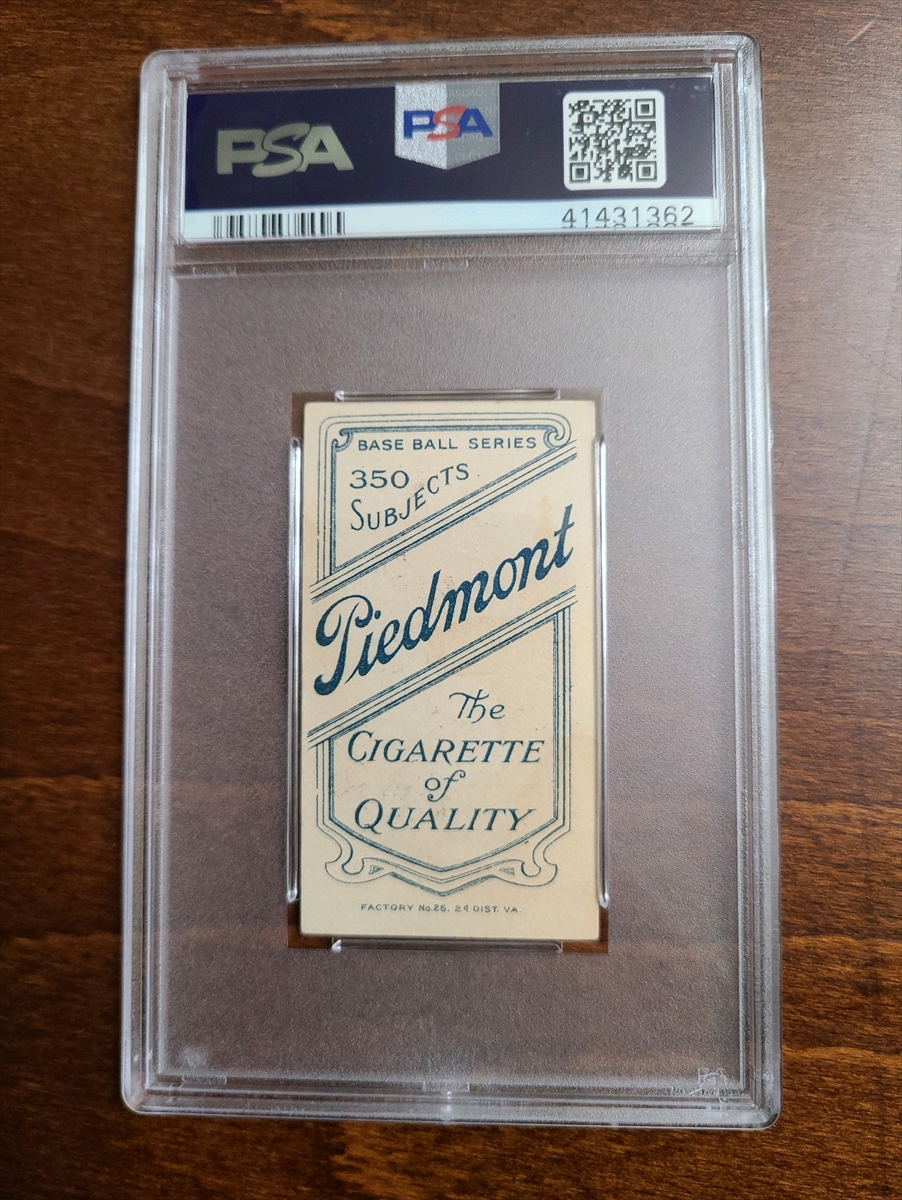 PSA
PSA
41431362
BASE BALL SERIES
350
SUBJECTS
Piedmont
The
CIGARETTE
of
QUALITY
FACTORY No.25. 2d DIST. VA.